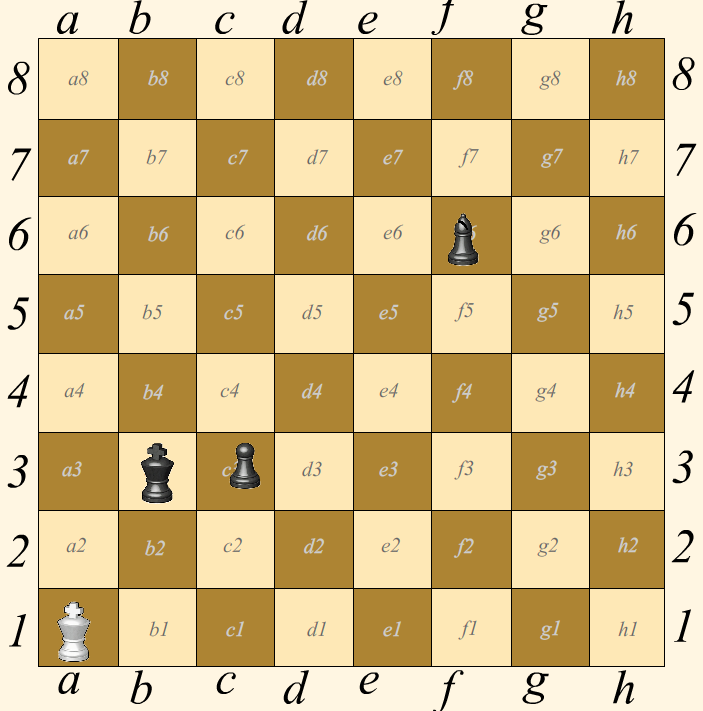 a b c d e f g h
8 a8 b8 c8 d8 e8 f8 g8 h8 8
7 a7 b7 c7 d7 e7 f7 g7 h7 7
6 a6 b6 c6 d6 e6 g6 h6 6
5 a5 b5 c5 d5 e5 f5 g5 h5 5
4 a4 b4 c4 d4 e4 f4 g4 h4 4
3 a3 d3 e3 f3 g3 h3 3
2 a2 b2 c2 d2 e2 f2 g2 h2 2
1 b1 c1 d1 e1 f1 g1 h1 1
a b c d e f g h